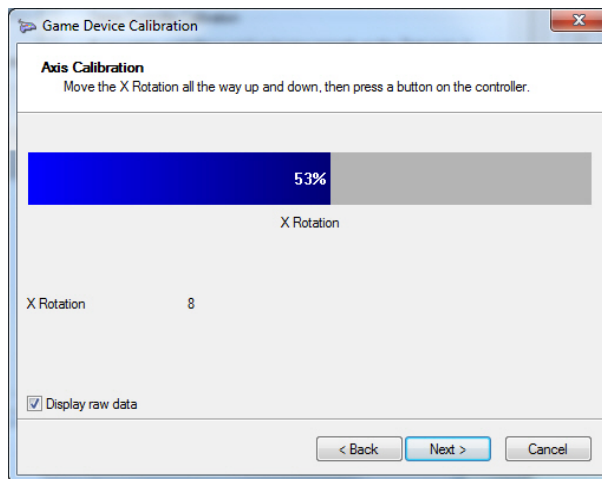 Game Device Calibration
Axis Calibration
Move the X Rotation all the way up and down, then press a button on the controller.
53%
X Rotation
X Rotation 8
Display raw data
< Back Next > Cancel